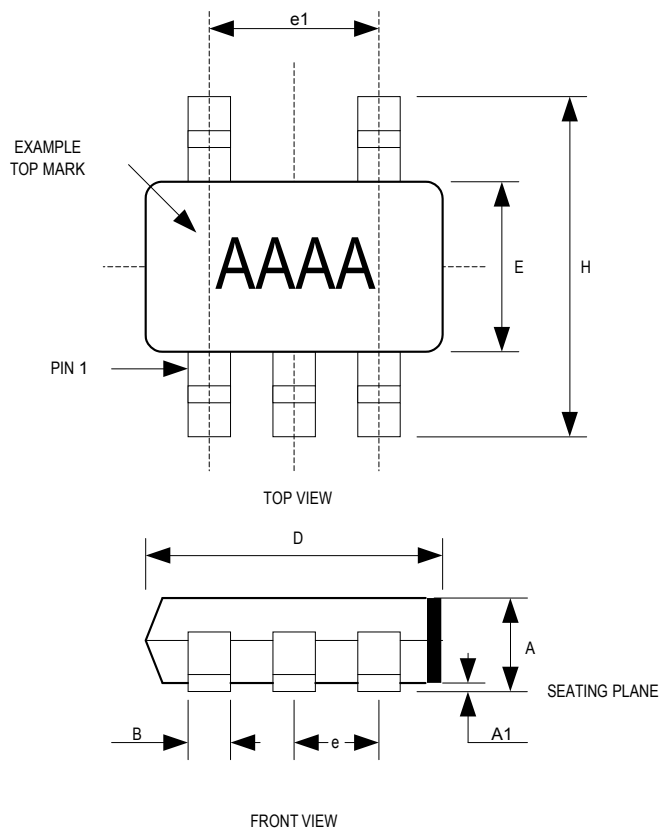 e1
EXAMPLE
TOP MARK
AAAA
E
H
PIN 1
TOP VIEW
D
A
SEATING PLANE
B
e
A1
FRONT VIEW